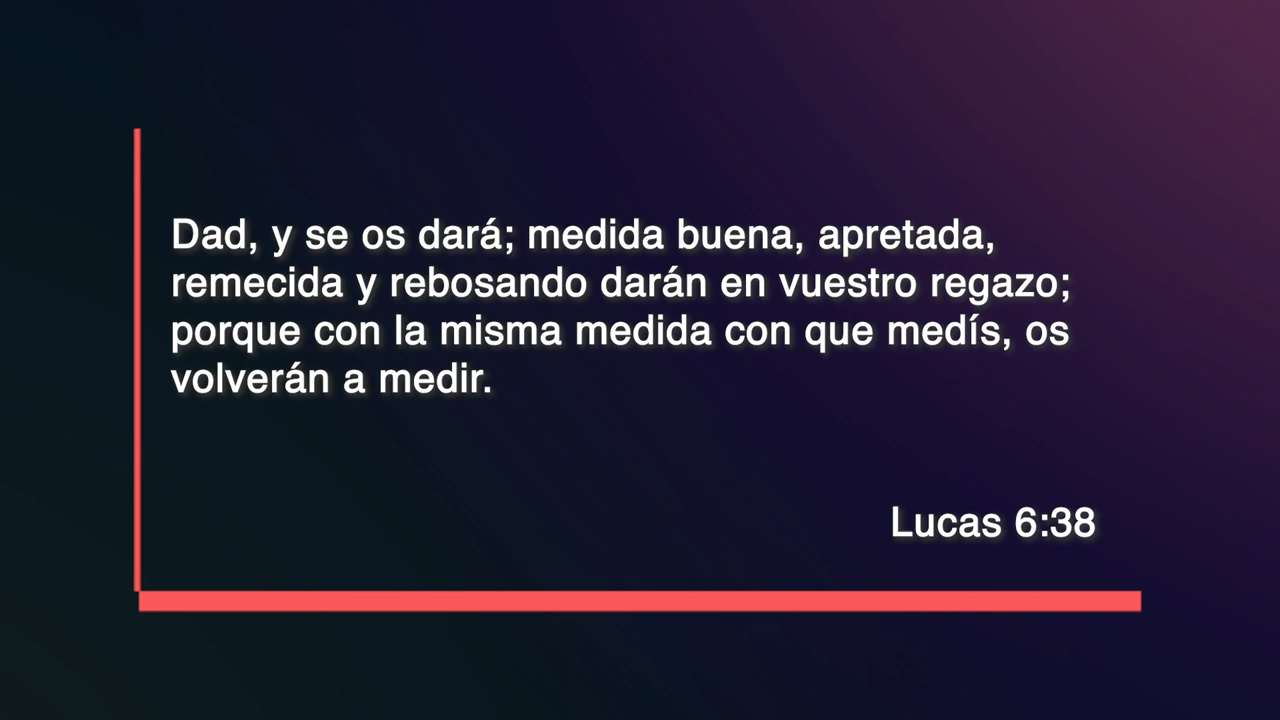 Dad, y se os dará; medida buena, apretada,
remecida y rebosando darán en vuestro regazo;
porque con la misma medida con que medís, os
volverán a medir.
Lucas 6:38